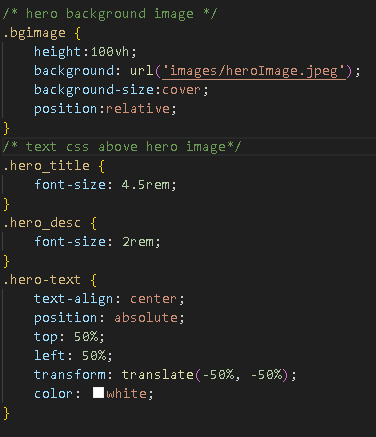 /* hero background image */
.bgimage {
    height:100vh;
    background: url('images/heroImage.jpeg');
    background-size:cover;
    position:relative;
}
/* text css above hero image*/
.hero_title {
    font-size: 4.5rem;
}
.hero_desc {
    font-size: 2rem;
}
.hero-text {
    text-align: center;
    position: absolute;
    top: 50%;
    left: 50%;
    transform: translate(-50%, -50%);
    color: white;
}